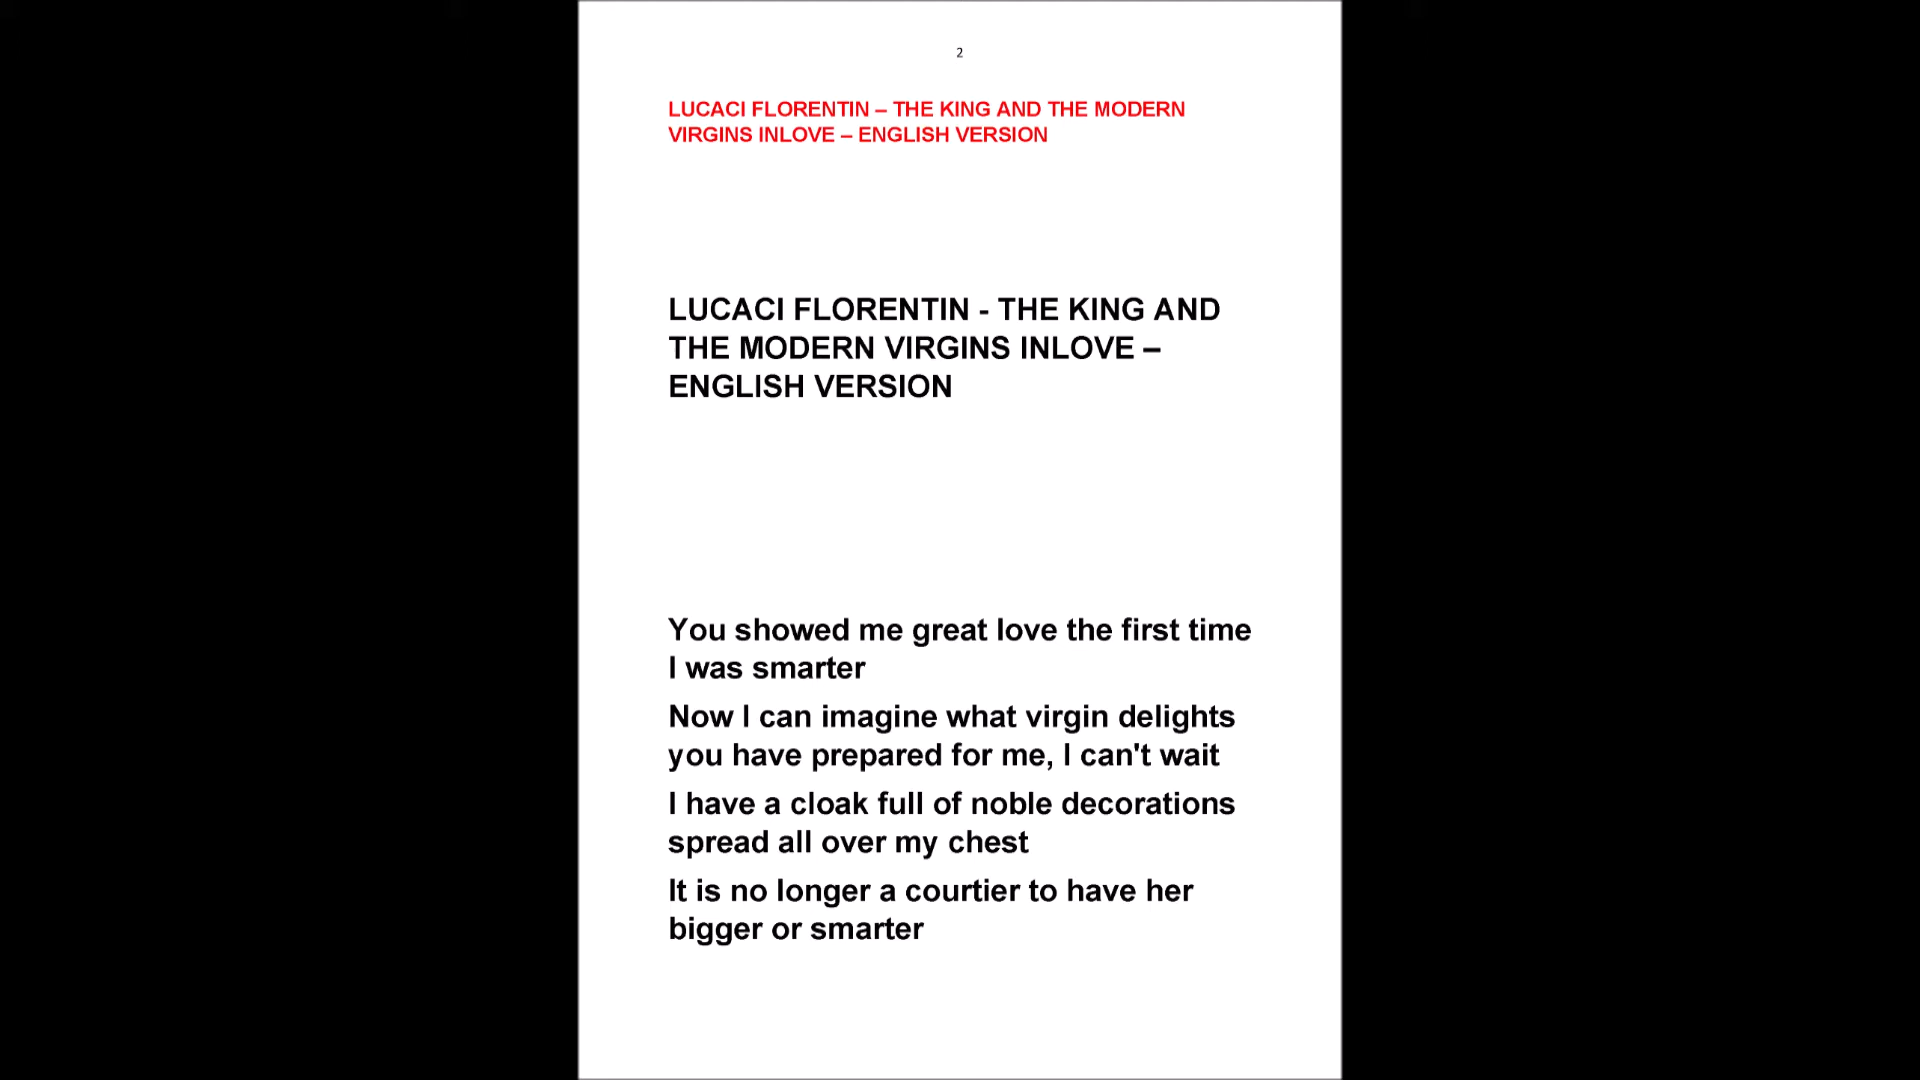 2
LUCACI FLORENTIN – THE KING AND THE MODERN
VIRGINS INLOVE – ENGLISH VERSION
LUCACI FLORENTIN - THE KING AND
THE MODERN VIRGINS INLOVE –
ENGLISH VERSION
You showed me great love the first time
I was smarter
Now I can imagine what virgin delights
you have prepared for me, I can't wait
I have a cloak full of noble decorations
spread all over my chest
It is no longer a courtier to have her
bigger or smarter